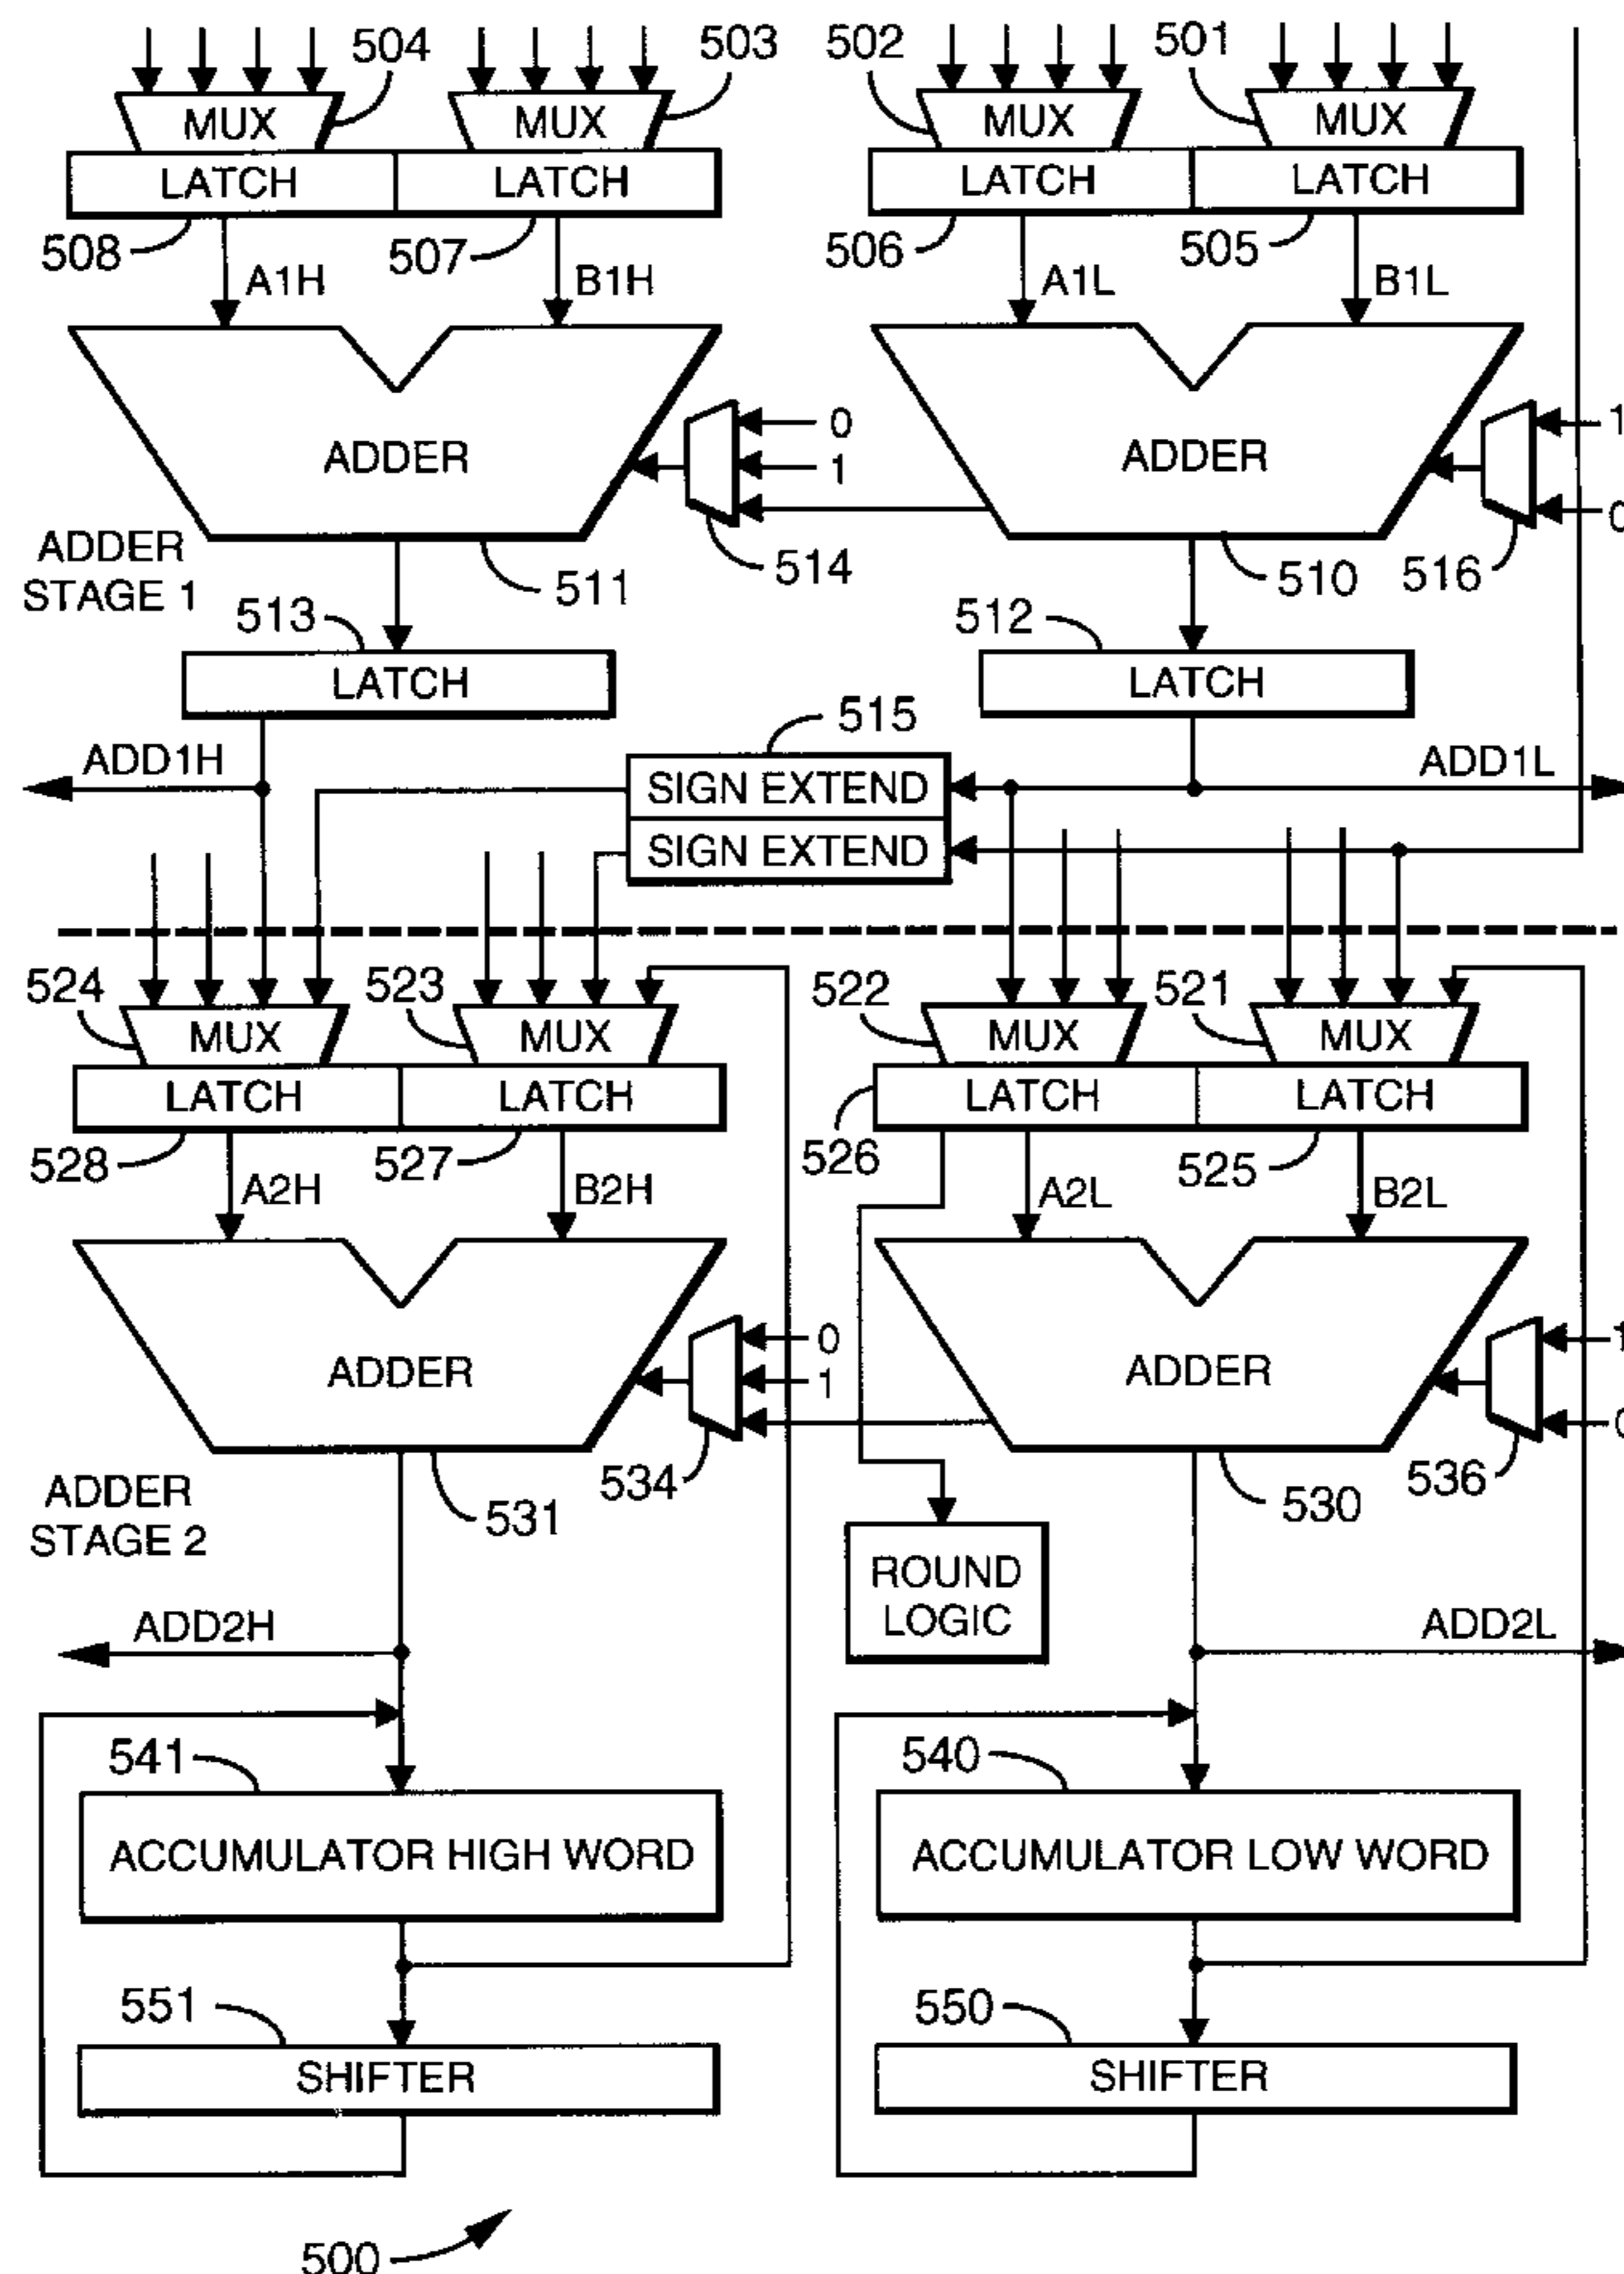 504
503
502
501
MUX
MUX
MUX
MUX
LATCH
LATCH
LATCH
LATCH
508
507
506
505
A1H
B1H
A1L
B1L
0
1
1
0
ADDER
ADDER
514
516
511
510
ADDER
STAGE 1
513
512
LATCH
LATCH
515
ADD1H
SIGN EXTEND
ADD1L
SIGN EXTEND
524
523
522
521
MUX
MUX
MUX
MUX
LATCH
LATCH
LATCH
LATCH
528
527
526
525
A2H
B2H
A2L
B2L
0
1
1
0
ADDER
ADDER
534
536
531
530
ADDER
STAGE 2
ROUND
LOGIC
ADD2H
ADD2L
541
540
ACCUMULATOR HIGH WORD
ACCUMULATOR LOW WORD
551
550
SHIFTER
SHIFTER
500